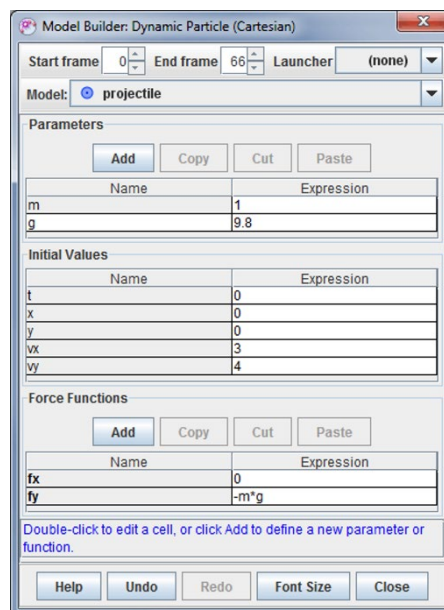 Model Builder: Dynamic Particle (Cartesian)
Start frame 0 End frame 66 Launcher (none)
Model: projectile
Parameters
Add Copy Cut Paste
Name Expression
m 1
g 9.8
Initial Values
Name Expression
t 0
x 0
y 0
vx 3
vy 4
Force Functions
Add Copy Cut Paste
Name Expression
fx 0
fy -m*g
Double-click to edit a cell, or click Add to define a new parameter or
function.
Help Undo Redo Font Size Close